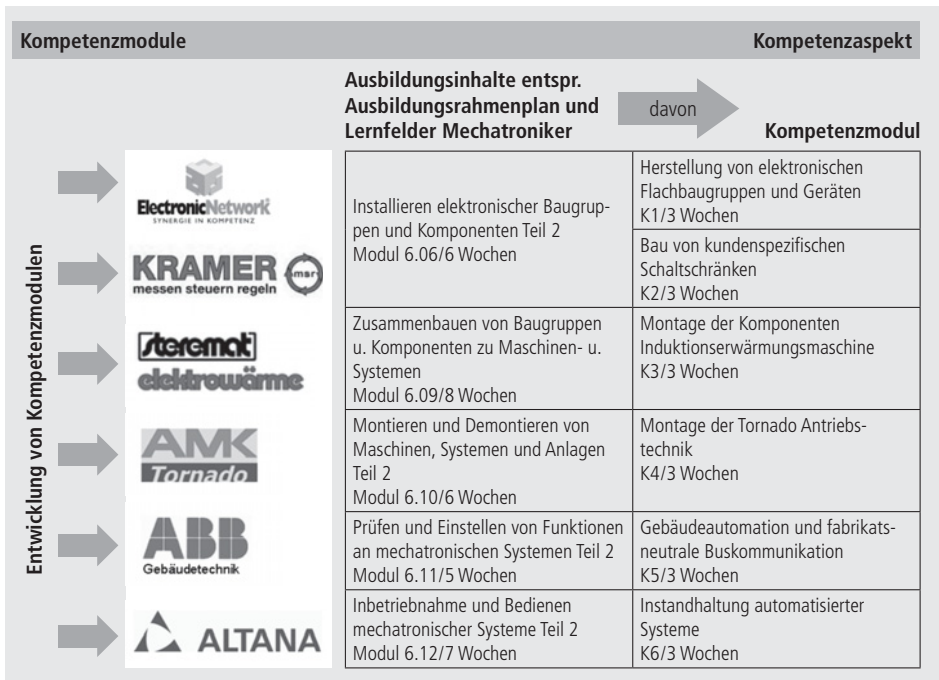 Kompetenzmodule Kompetenzaspekt
Ausbildungsinhalte entspr.
Ausbildungsrahmenplan und
Lernfelder Mechatroniker
davon
Kompetenzmodul
Entwicklung von Kompetenzmodulen
ElectronicNetwork
SYNERGIE IN KOMPETENZ
Installieren elektronischer Baugrup-
pen und Komponenten Teil 2
Modul 6.06/6 Wochen
Herstellung von elektronischen
Flachbaugruppen und Geräten
K1/3 Wochen
KRAMER msr
messen steuern regeln
Bau von kundenspezifischen
Schaltschränken
K2/3 Wochen
steremat
elektrowärme
Zusammenbauen von Baugruppen
u. Komponenten zu Maschinen- u.
Systemen
Modul 6.09/8 Wochen
Montage der Komponenten
Induktionserwärmungsmaschine
K3/3 Wochen
AMK
Tornado
Montieren und Demontieren von
Maschinen, Systemen und Anlagen
Teil 2
Modul 6.10/6 Wochen
Montage der Tornado Antriebs-
technik
K4/3 Wochen
ABB
Gebäudetechnik
Prüfen und Einstellen von Funktionen
an mechatronischen Systemen Teil 2
Modul 6.11/5 Wochen
Gebäudeautomation und fabrikats-
neutrale Buskommunikation
K5/3 Wochen
ALTANA
Inbetriebnahme und Bedienen
mechatronischer Systeme Teil 2
Modul 6.12/7 Wochen
Instandhaltung automatisierter
Systeme
K6/3 Wochen